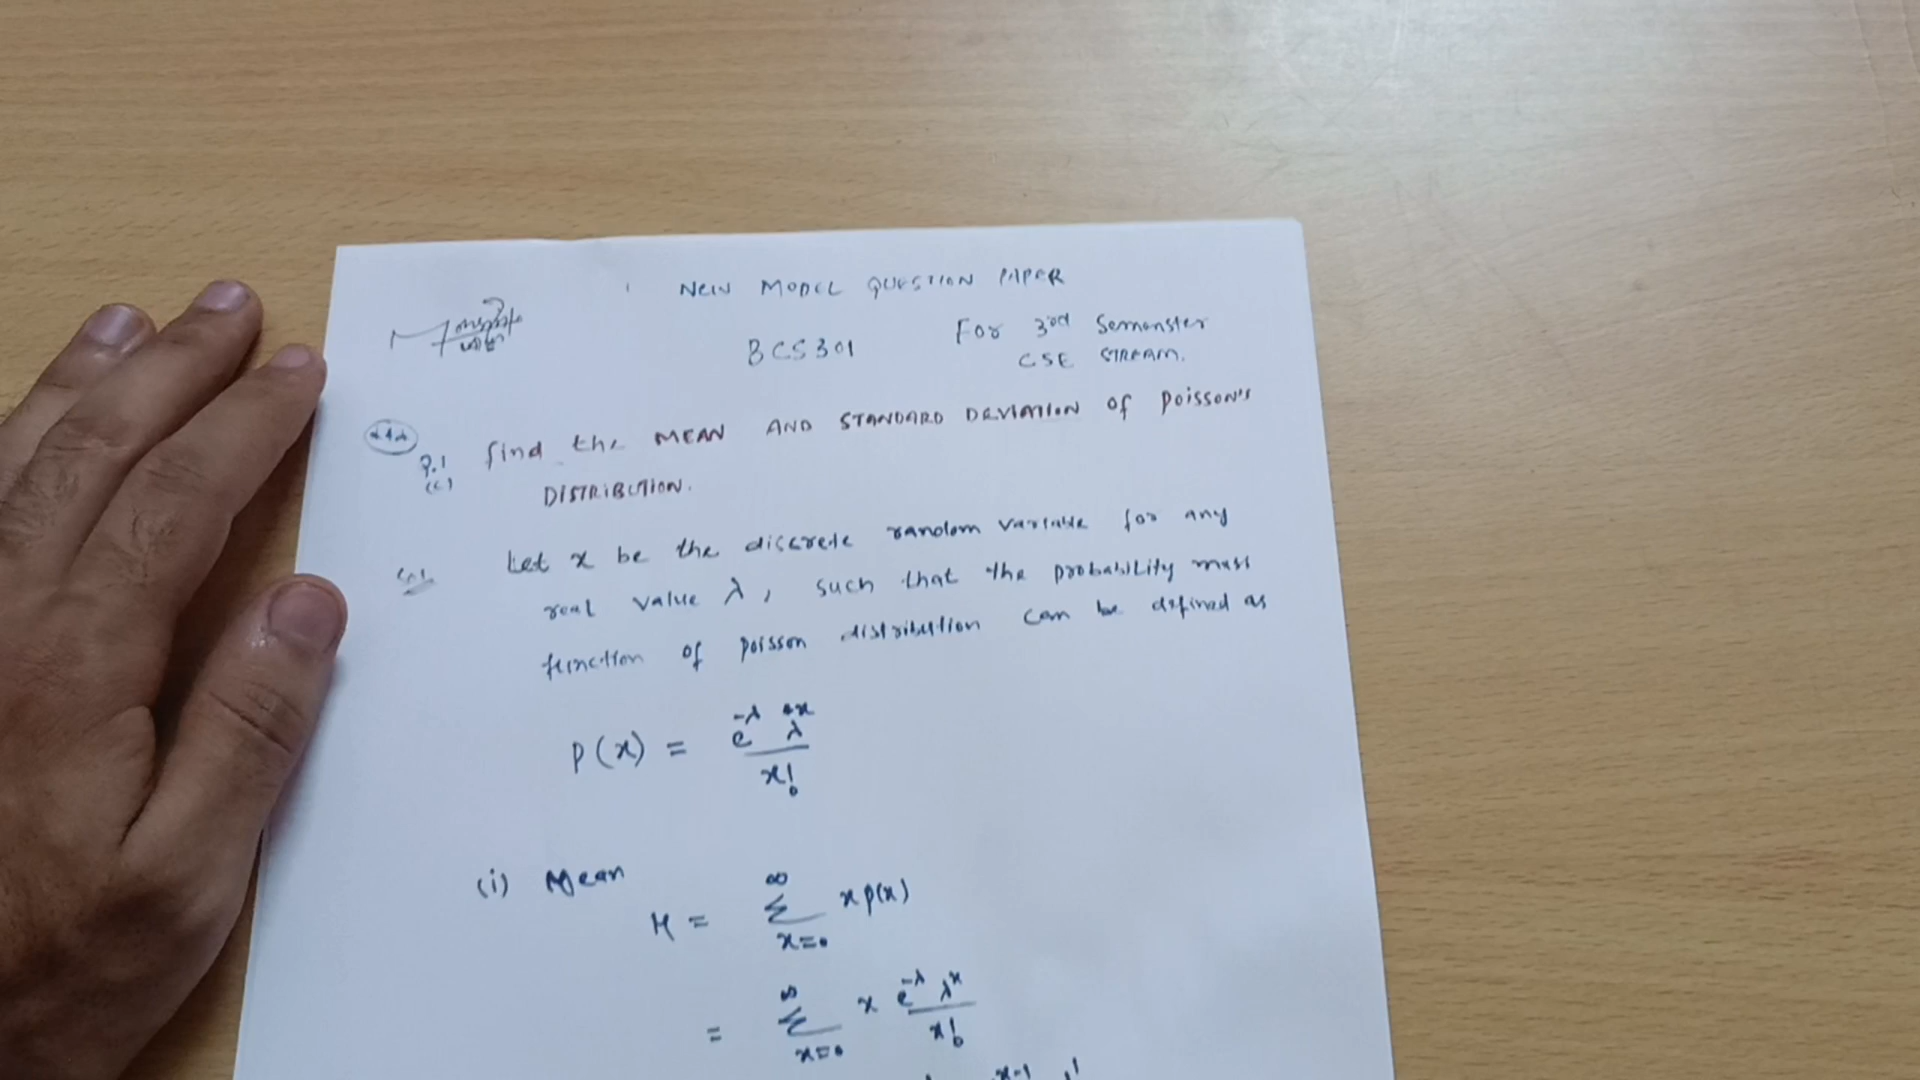 NEW MODEL QUESTION PAPER
BCS301 For 3rd Semenster
CSE STREAM.
Q.1 find the MEAN AND STANDARD DEVIATION of Poisson's
(c) DISTRIBUTION.
Sol Let x be the discrete random variable for any
real value λ, such that the probability mass
function of poisson distribution can be defined as
P(x) = e^-λ λ^x / x!
(i) Mean
μ = ∑ x=0 ∞ x p(x)
= ∑ x=0 ∞ x e^-λ λ^x / x!